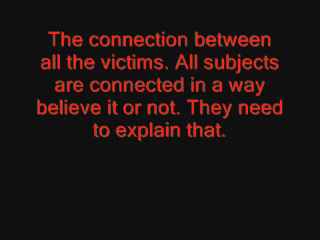 The connection between
all the victims. All subjects
are connected in a way
believe it or not. They need
to explain that.